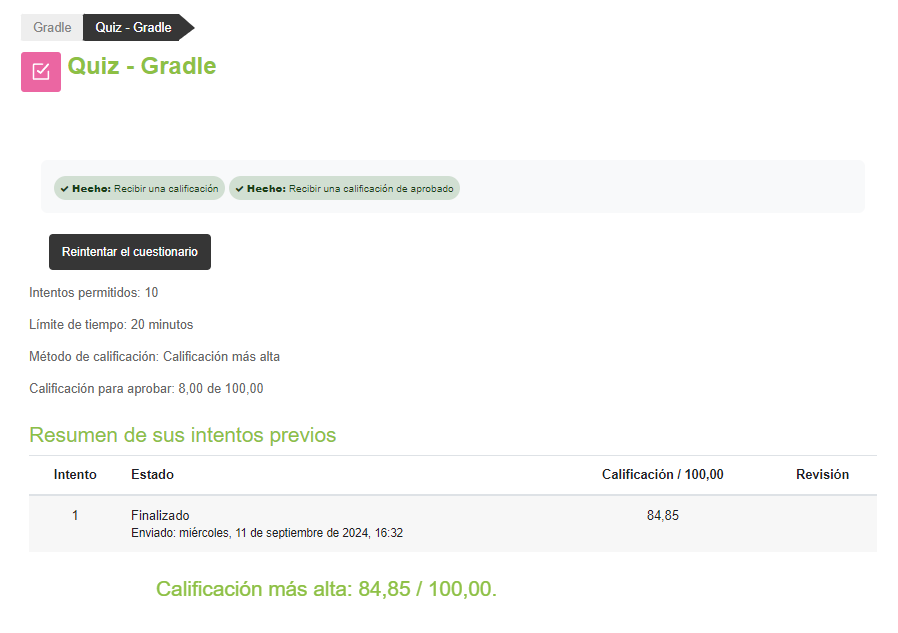 Gradle Quiz - Gradle
Quiz - Gradle
Hecho: Recibir una calificación Hecho: Recibir una calificación de aprobado
Reintentar el cuestionario
Intentos permitidos: 10
Límite de tiempo: 20 minutos
Método de calificación: Calificación más alta
Calificación para aprobar: 8,00 de 100,00
Resumen de sus intentos previos
Intento Estado Calificación / 100,00 Revisión
1 Finalizado 84,85
Enviado: miércoles, 11 de septiembre de 2024, 16:32
Calificación más alta: 84,85 / 100,00.